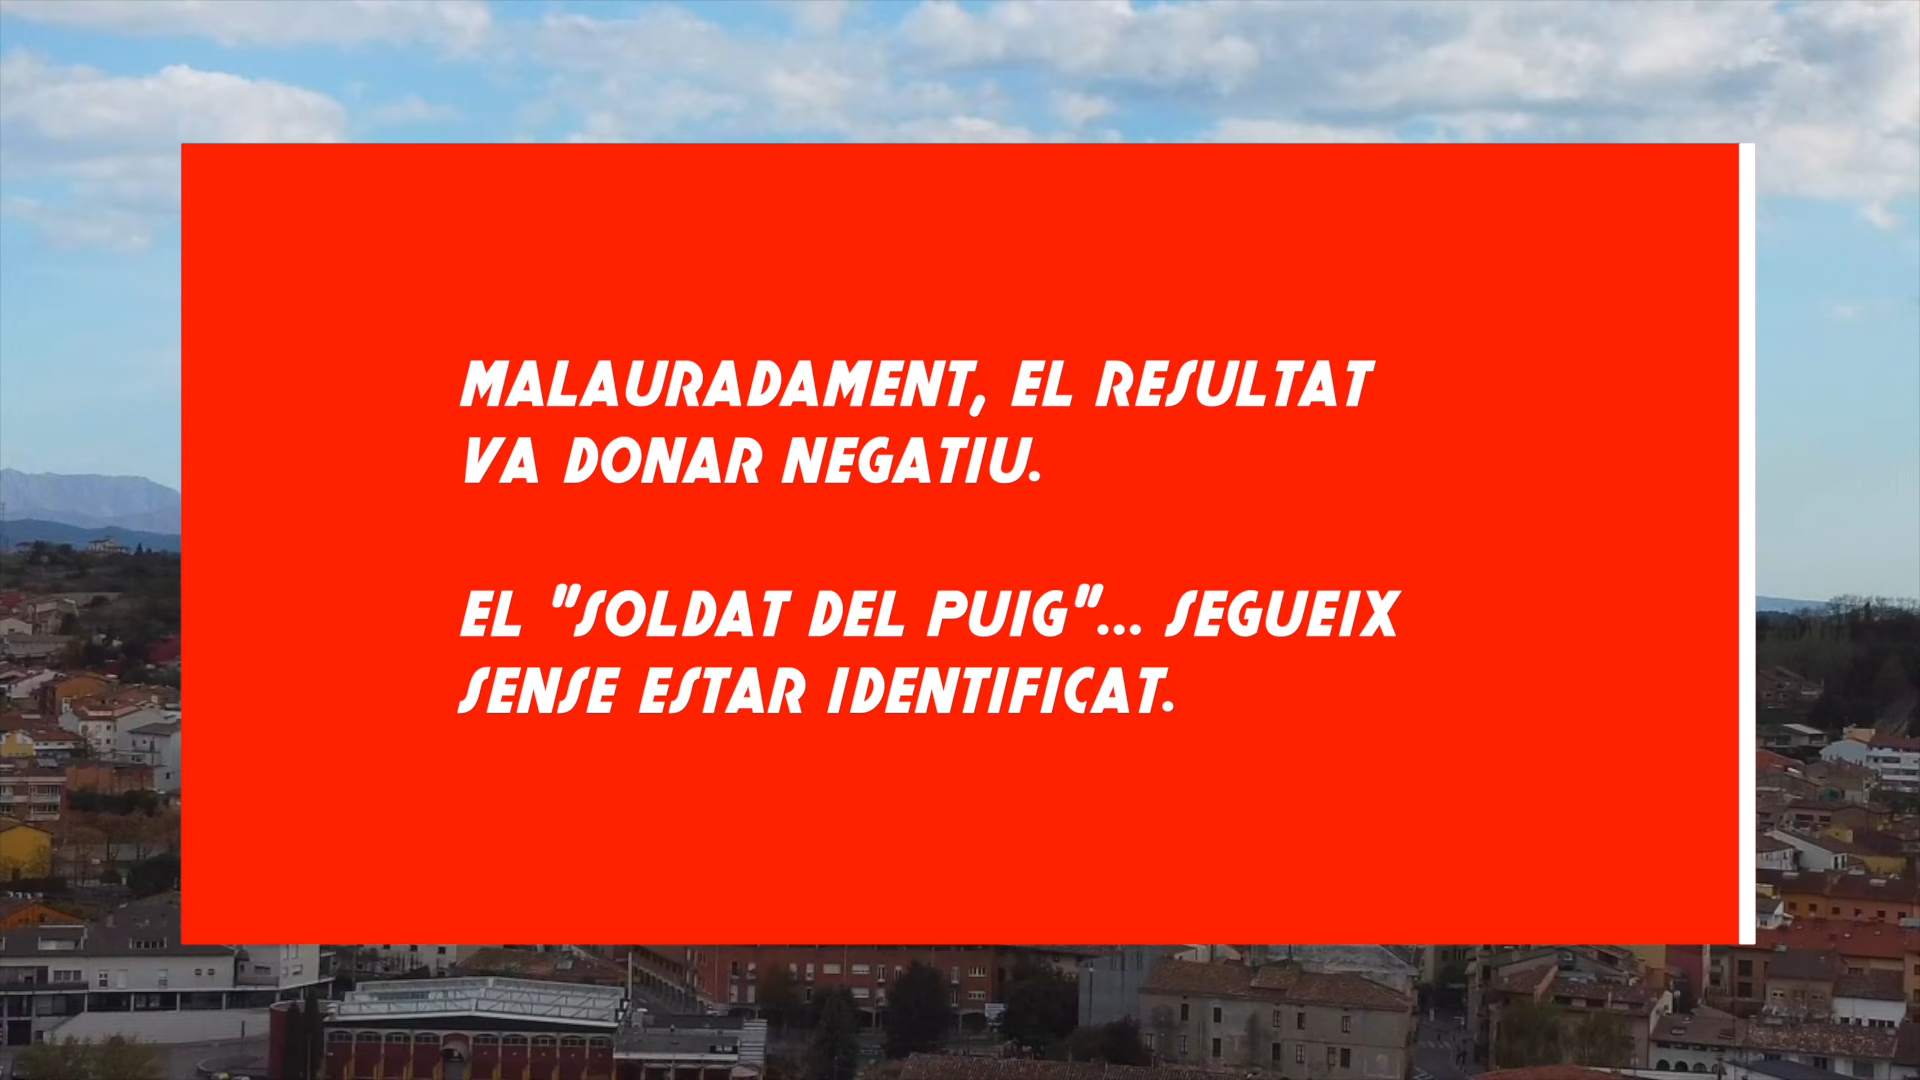 MALAURADAMENT, EL RESULTAT
VA DONAR NEGATIU.
EL "SOLDAT DEL PUIG"... SEGUEIX
SENSE ESTAR IDENTIFICAT.